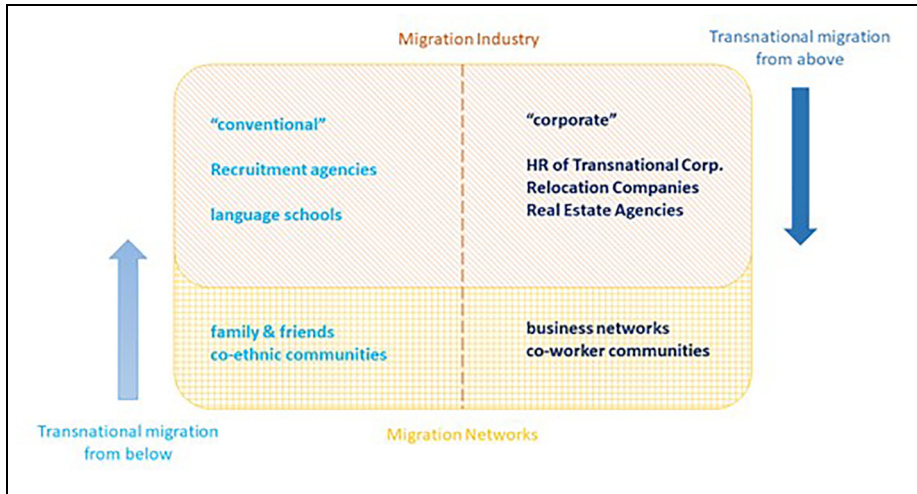 Migration Industry
Transnational migration
from above
“conventional”
Recruitment agencies
language schools
“corporate”
HR of Transnational Corp.
Relocation Companies
Real Estate Agencies
family & friends
co-ethnic communities
business networks
co-worker communities
Transnational migration
from below
Migration Networks